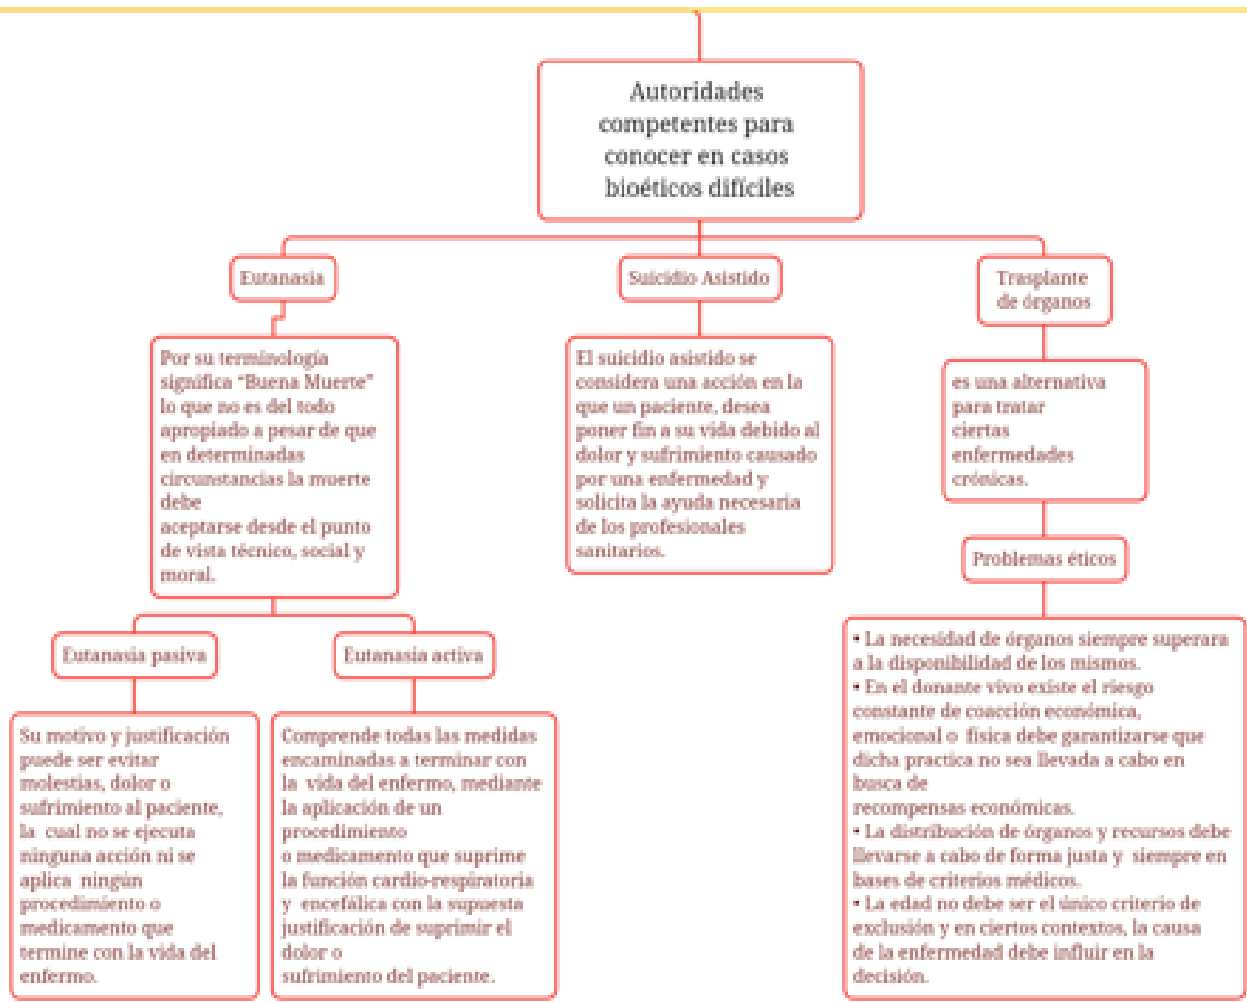 Autoridades
competentes para
conocer en casos
bioéticos difíciles
Eutanasia
Suicidio Asistido
Trasplante
de órganos
Por su terminología
significa “Buena Muerte”
lo que no es del todo
apropiado a pesar de que
en determinadas
circunstancias la muerte
debe
aceptarse desde el punto
de vista técnico, social y
moral.
El suicidio asistido se
considera una acción en la
que un paciente, desea
poner fin a su vida debido al
dolor y sufrimiento causado
por una enfermedad y
solicita la ayuda necesaria
de los profesionales
sanitarios.
es una alternativa
para tratar
ciertas
enfermedades
crónicas.
Problemas éticos
Eutanasia pasiva
Eutanasia activa
Su motivo y justificación
puede ser evitar
molestias, dolor o
sufrimiento al paciente,
la cual no se ejecuta
ninguna acción ni se
aplica ningún
procedimiento o
medicamento que
termine con la vida del
enfermo.
Comprende todas las medidas
encaminadas a terminar con
la vida del enfermo, mediante
la aplicación de un
procedimiento
o medicamento que suprime
la función cardio-respiratoria
y encefálica con la supuesta
justificación de suprimir el
dolor o
sufrimiento del paciente.
• La necesidad de órganos siempre superara
a la disponibilidad de los mismos.
• En el donante vivo existe el riesgo
constante de coacción económica,
emocional o física debe garantizarse que
dicha practica no sea llevada a cabo en
busca de
recompensas económicas.
• La distribución de órganos y recursos debe
llevarse a cabo de forma justa y siempre en
bases de criterios médicos.
• La edad no debe ser el único criterio de
exclusión y en ciertos contextos, la causa
de la enfermedad debe influir en la
decisión.